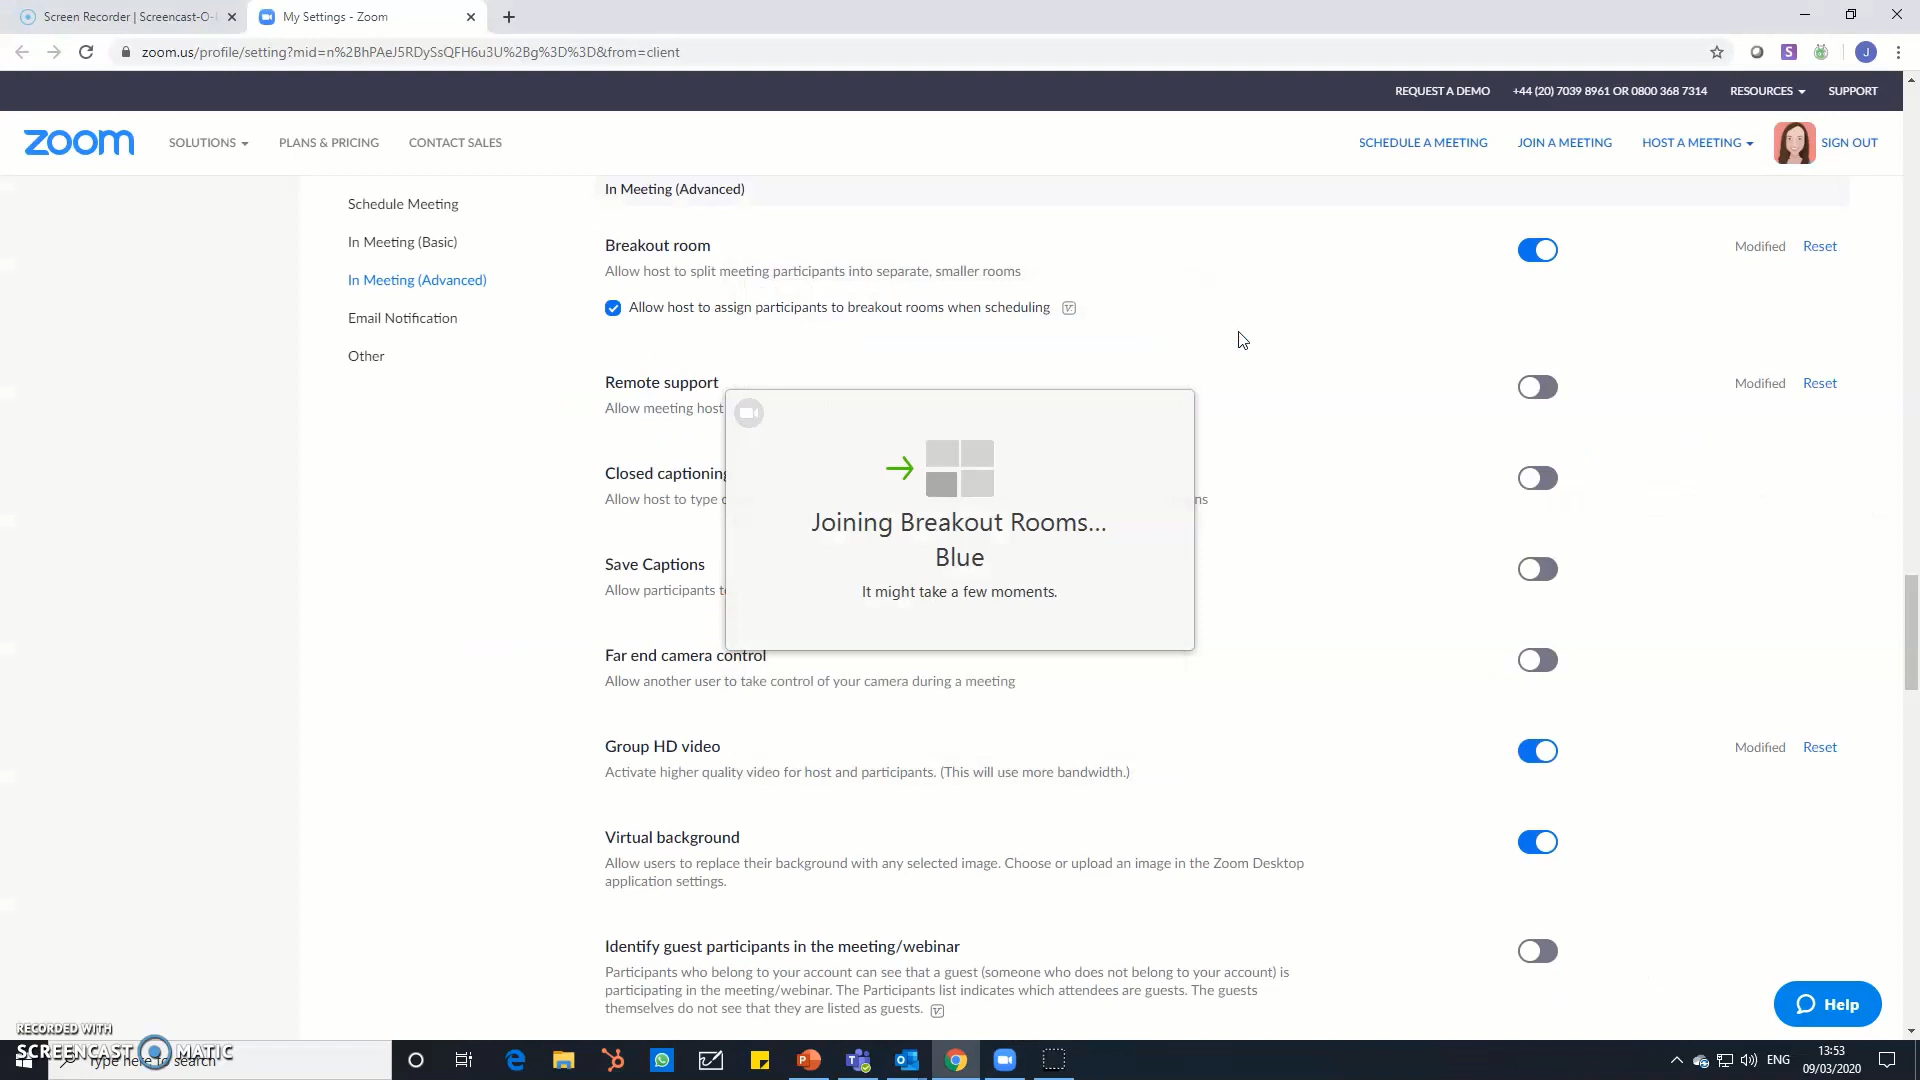 Screen Recorder | Screencast-O-
My Settings - Zoom
zoom.us/profile/setting?mid=n%2BhPAeJ5RDySsQFH6u3U%2Bg%3D%3D&from=client
S
J
REQUEST A DEMO
+44 (20) 7039 8961 OR 0800 368 7314
RESOURCES
SUPPORT
zoom
SOLUTIONS
PLANS & PRICING
CONTACT SALES
SCHEDULE A MEETING
JOIN A MEETING
HOST A MEETING
SIGN OUT
Schedule Meeting
In Meeting (Basic)
In Meeting (Advanced)
Email Notification
Other
In Meeting (Advanced)
Breakout room
Modified
Reset
Allow host to split meeting participants into separate, smaller rooms
Allow host to assign participants to breakout rooms when scheduling
Remote support
Modified
Reset
Allow meeting host
Joining Breakout Rooms...
Blue
It might take a few moments.
Closed captioning
Allow host to type
ns
Save Captions
Allow participants
Far end camera control
Allow another user to take control of your camera during a meeting
Group HD video
Modified
Reset
Activate higher quality video for host and participants. (This will use more bandwidth.)
Virtual background
Allow users to replace their background with any selected image. Choose or upload an image in the Zoom Desktop
application settings.
Identify guest participants in the meeting/webinar
Participants who belong to your account can see that a guest (someone who does not belong to your account) is
participating in the meeting/webinar. The Participants list indicates which attendees are guests. The guests
themselves do not see that they are listed as guests.
Help
RECORDED WITH
SCREENCAST MATIC
Type here to search
ENG
13:53
09/03/2020